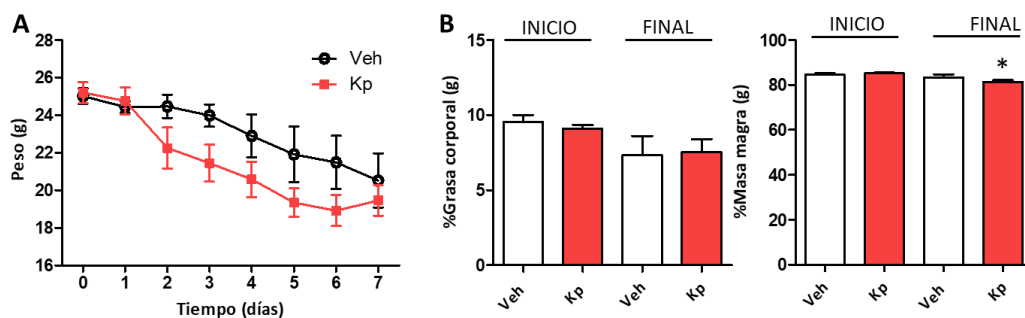 A
Peso (g)
28
26
24
22
20
18
16
0 1 2 3 4 5 6 7
Tiempo (días)
Veh
Kp
B
INICIO FINAL
%Grasa corporal (g)
15
10
5
0
Veh Kp Veh Kp
INICIO FINAL
%Masa magra (g)
100
80
60
40
20
0
*
Veh Kp Veh Kp